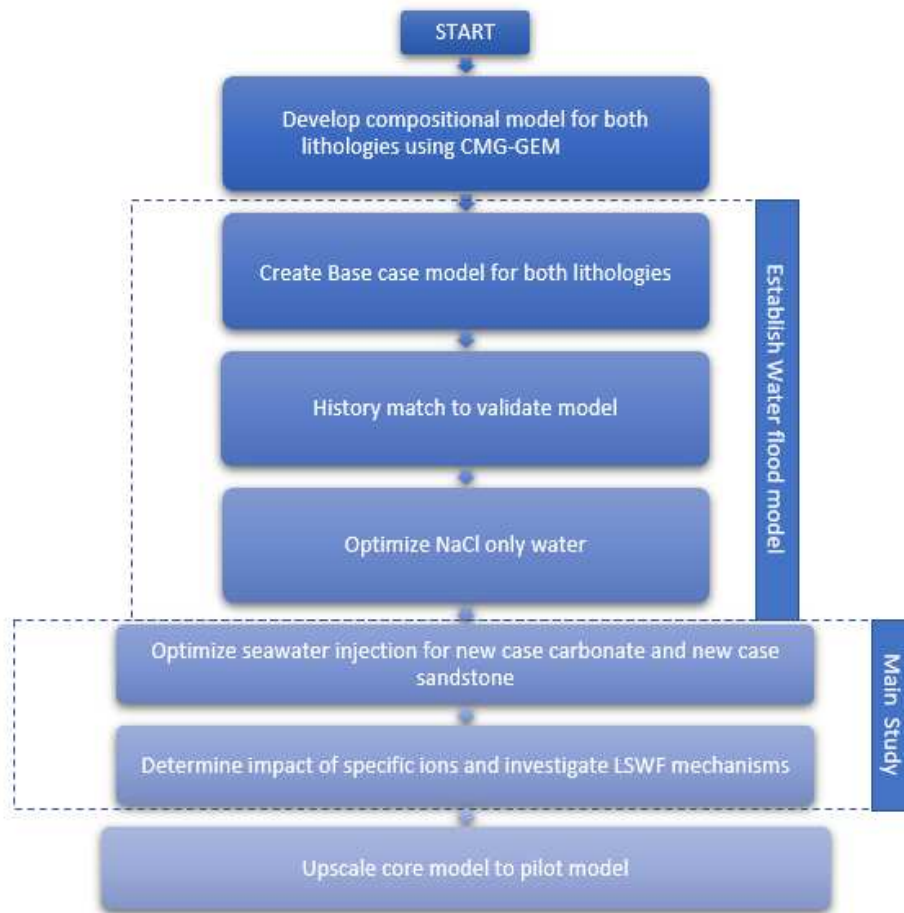 START
Develop compositional model for both
lithologies using CMG-GEM
Create Base case model for both lithologies
History match to validate model
Optimize NaCl only water
Establish Water flood model
Optimize seawater injection for new case carbonate and new case
sandstone
Determine impact of specific ions and investigate LSWF mechanisms
Main Study
Upscale core model to pilot model